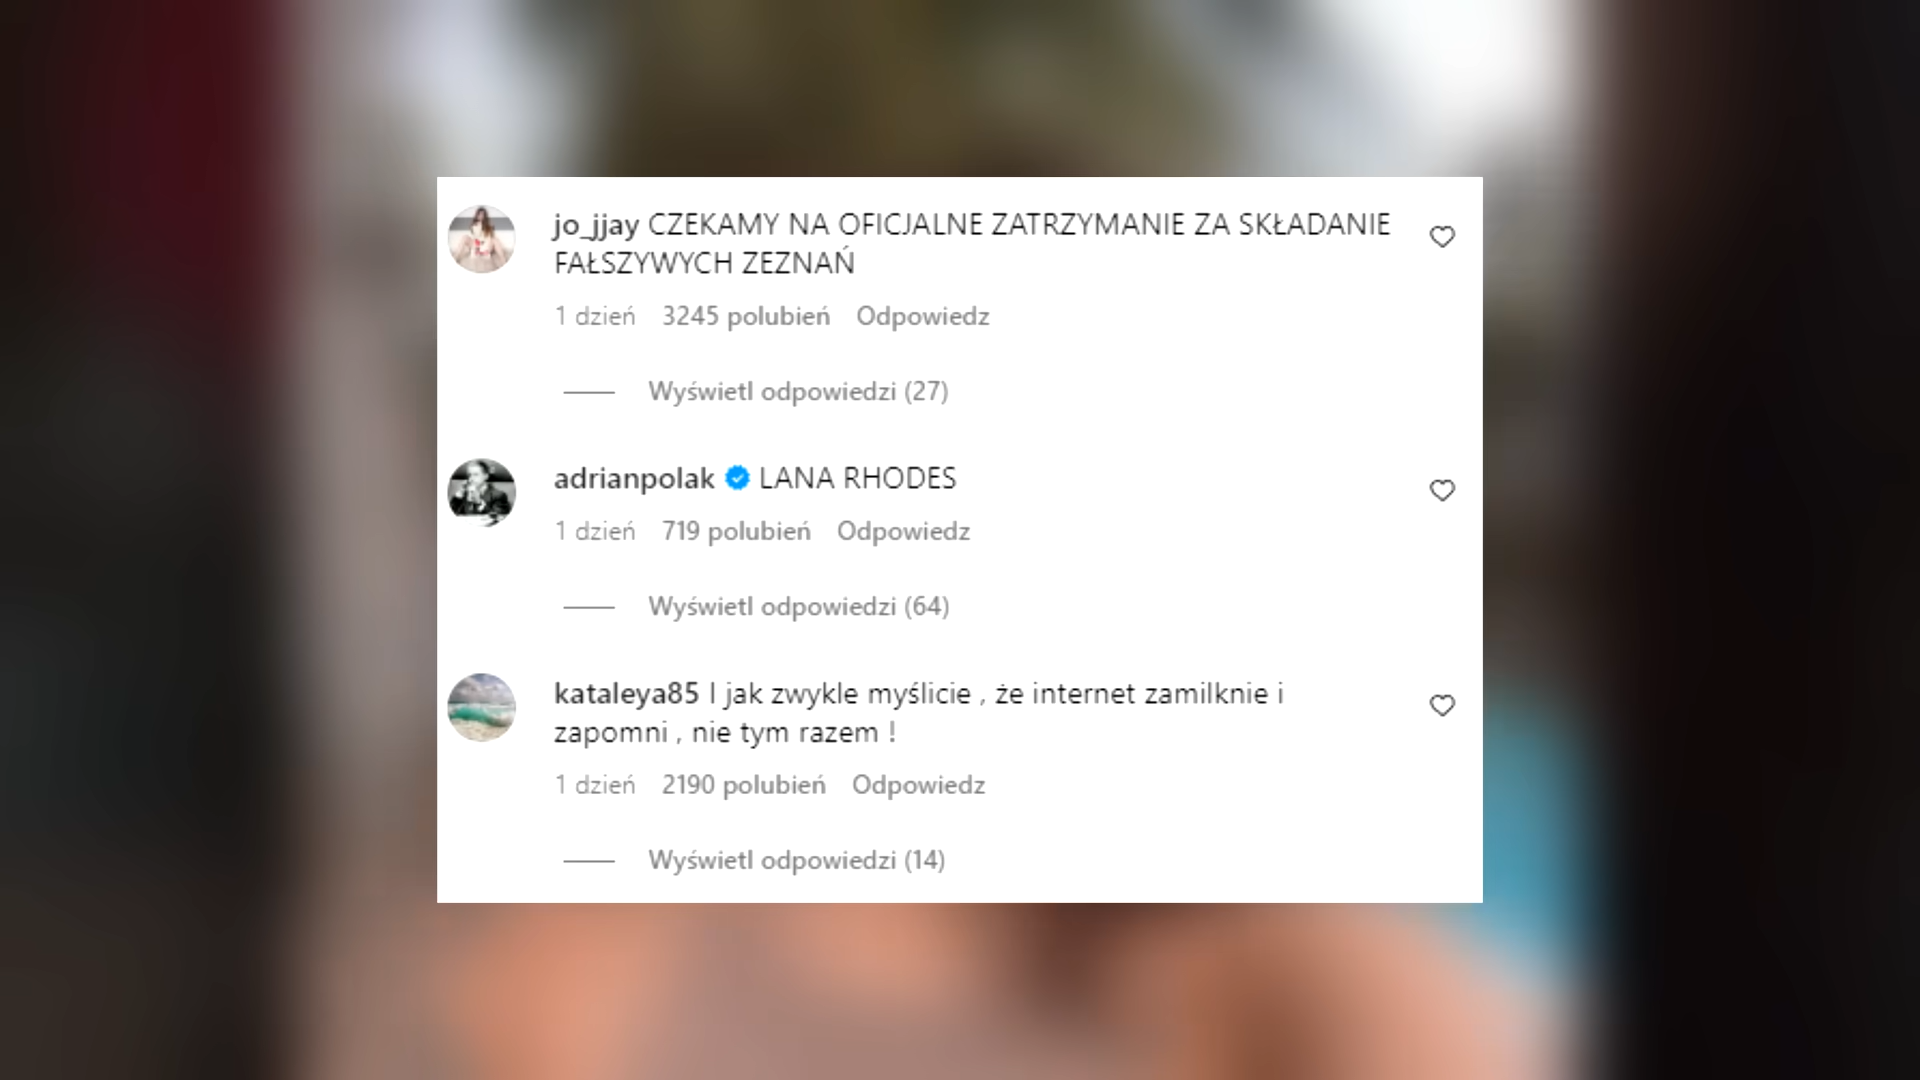 jo_jjay CZEKAMY NA OFICJALNE ZATRZYMANIE ZA SKŁADANIE
FAŁSZYWYCH ZEZNAŃ
1 dzień 3245 polubień Odpowiedz
Wyświetl odpowiedzi (27)
adrianpolak LANA RHODES
1 dzień 719 polubień Odpowiedz
Wyświetl odpowiedzi (64)
kataleya85 I jak zwykle myślicie , że internet zamilknie i
zapomni , nie tym razem !
1 dzień 2190 polubień Odpowiedz
Wyświetl odpowiedzi (14)